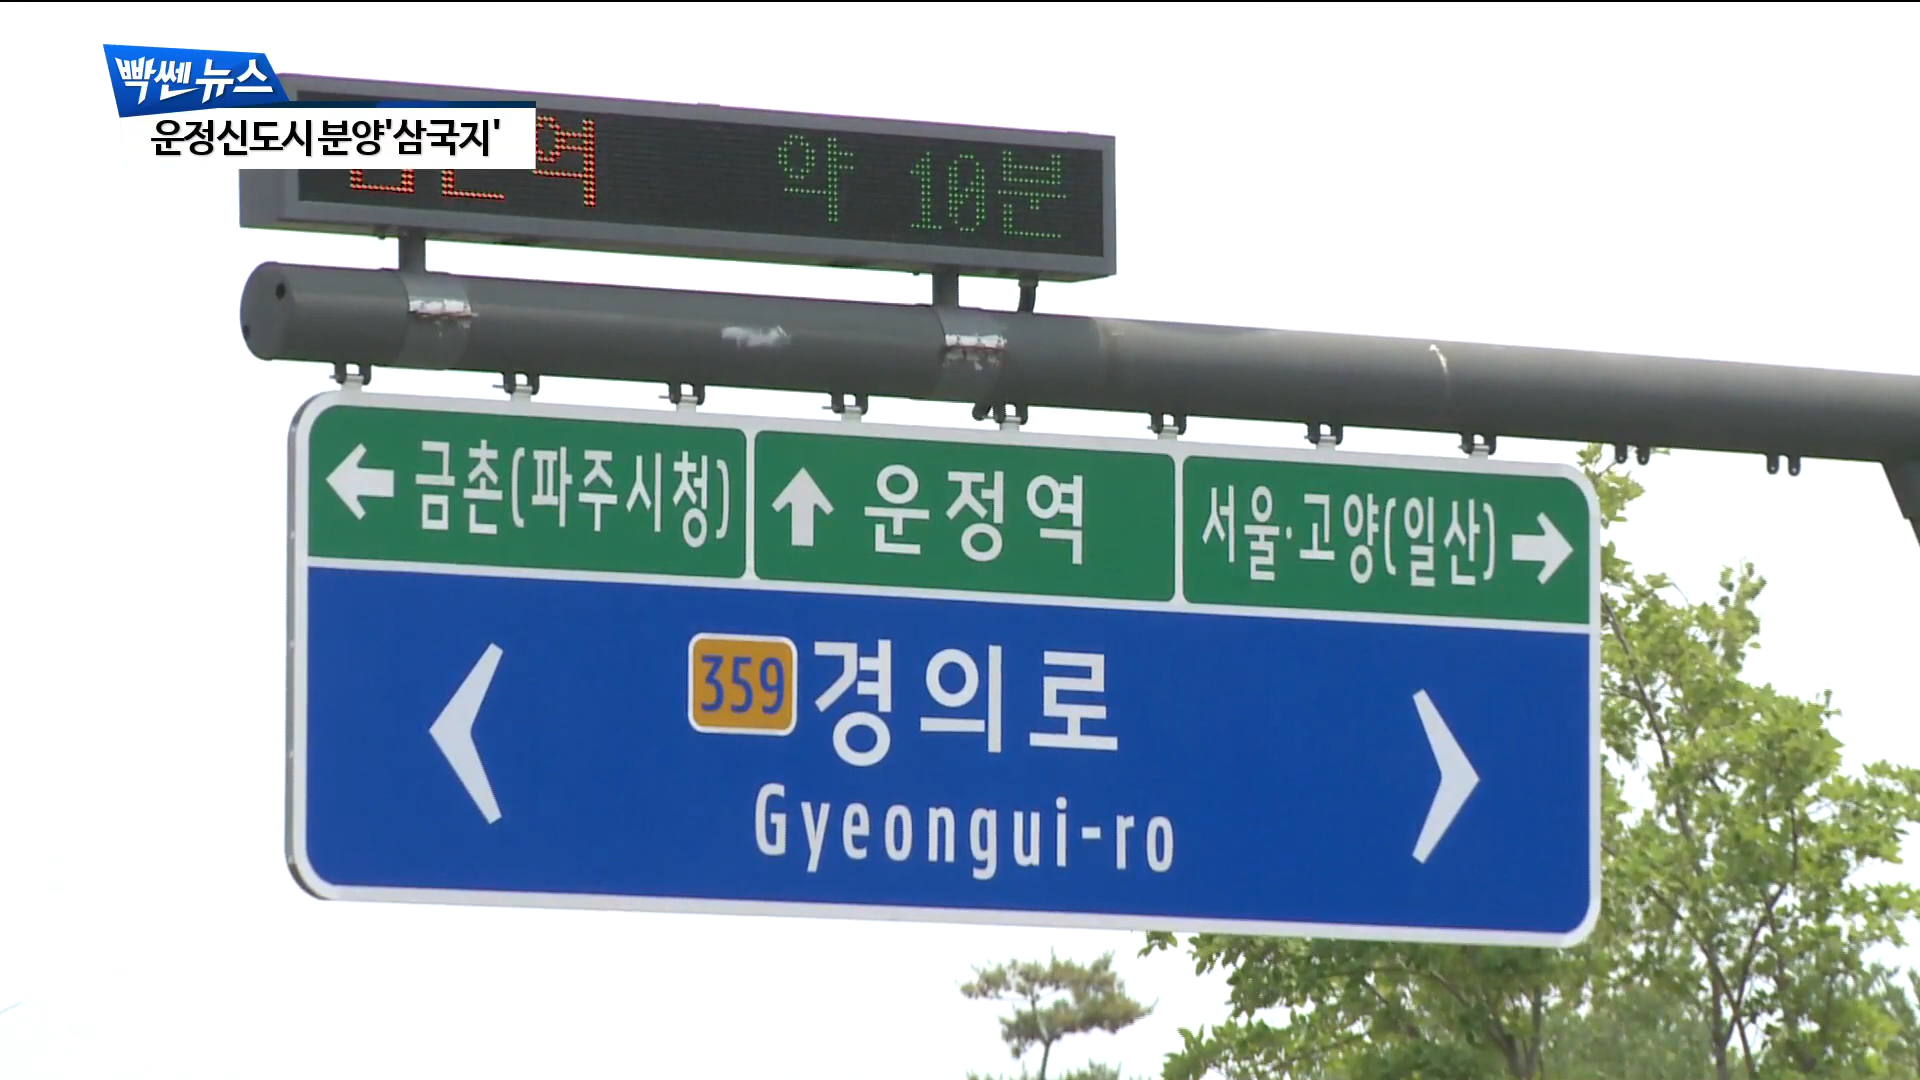 빡쎈뉴스
운정신도시 분양'삼국지'
역 약 10분
← 금촌(파주시청) ↑ 운정역 서울·고양(일산) →
359 경의로
Gyeongui-ro